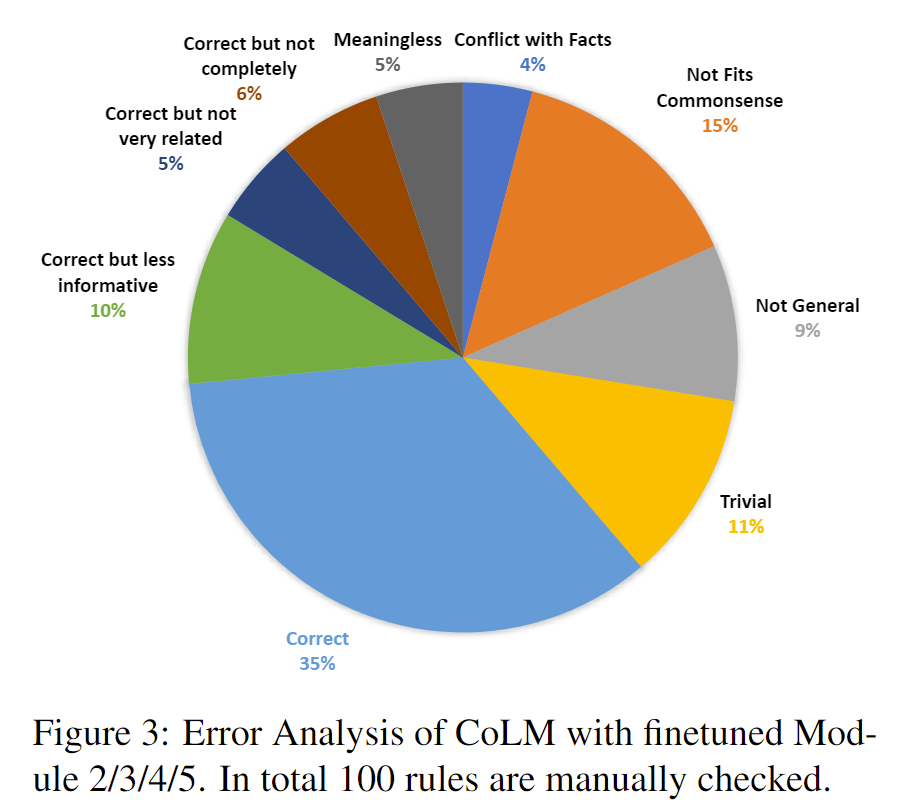 Meaningless
5%
Conflict with Facts
4%
Correct but not
completely
6%
Not Fits
Commonsense
15%
Correct but not
very related
5%
Correct but less
informative
10%
Not General
9%
Trivial
11%
Correct
35%
Figure 3: Error Analysis of CoLM with finetuned Mod-
ule 2/3/4/5. In total 100 rules are manually checked.